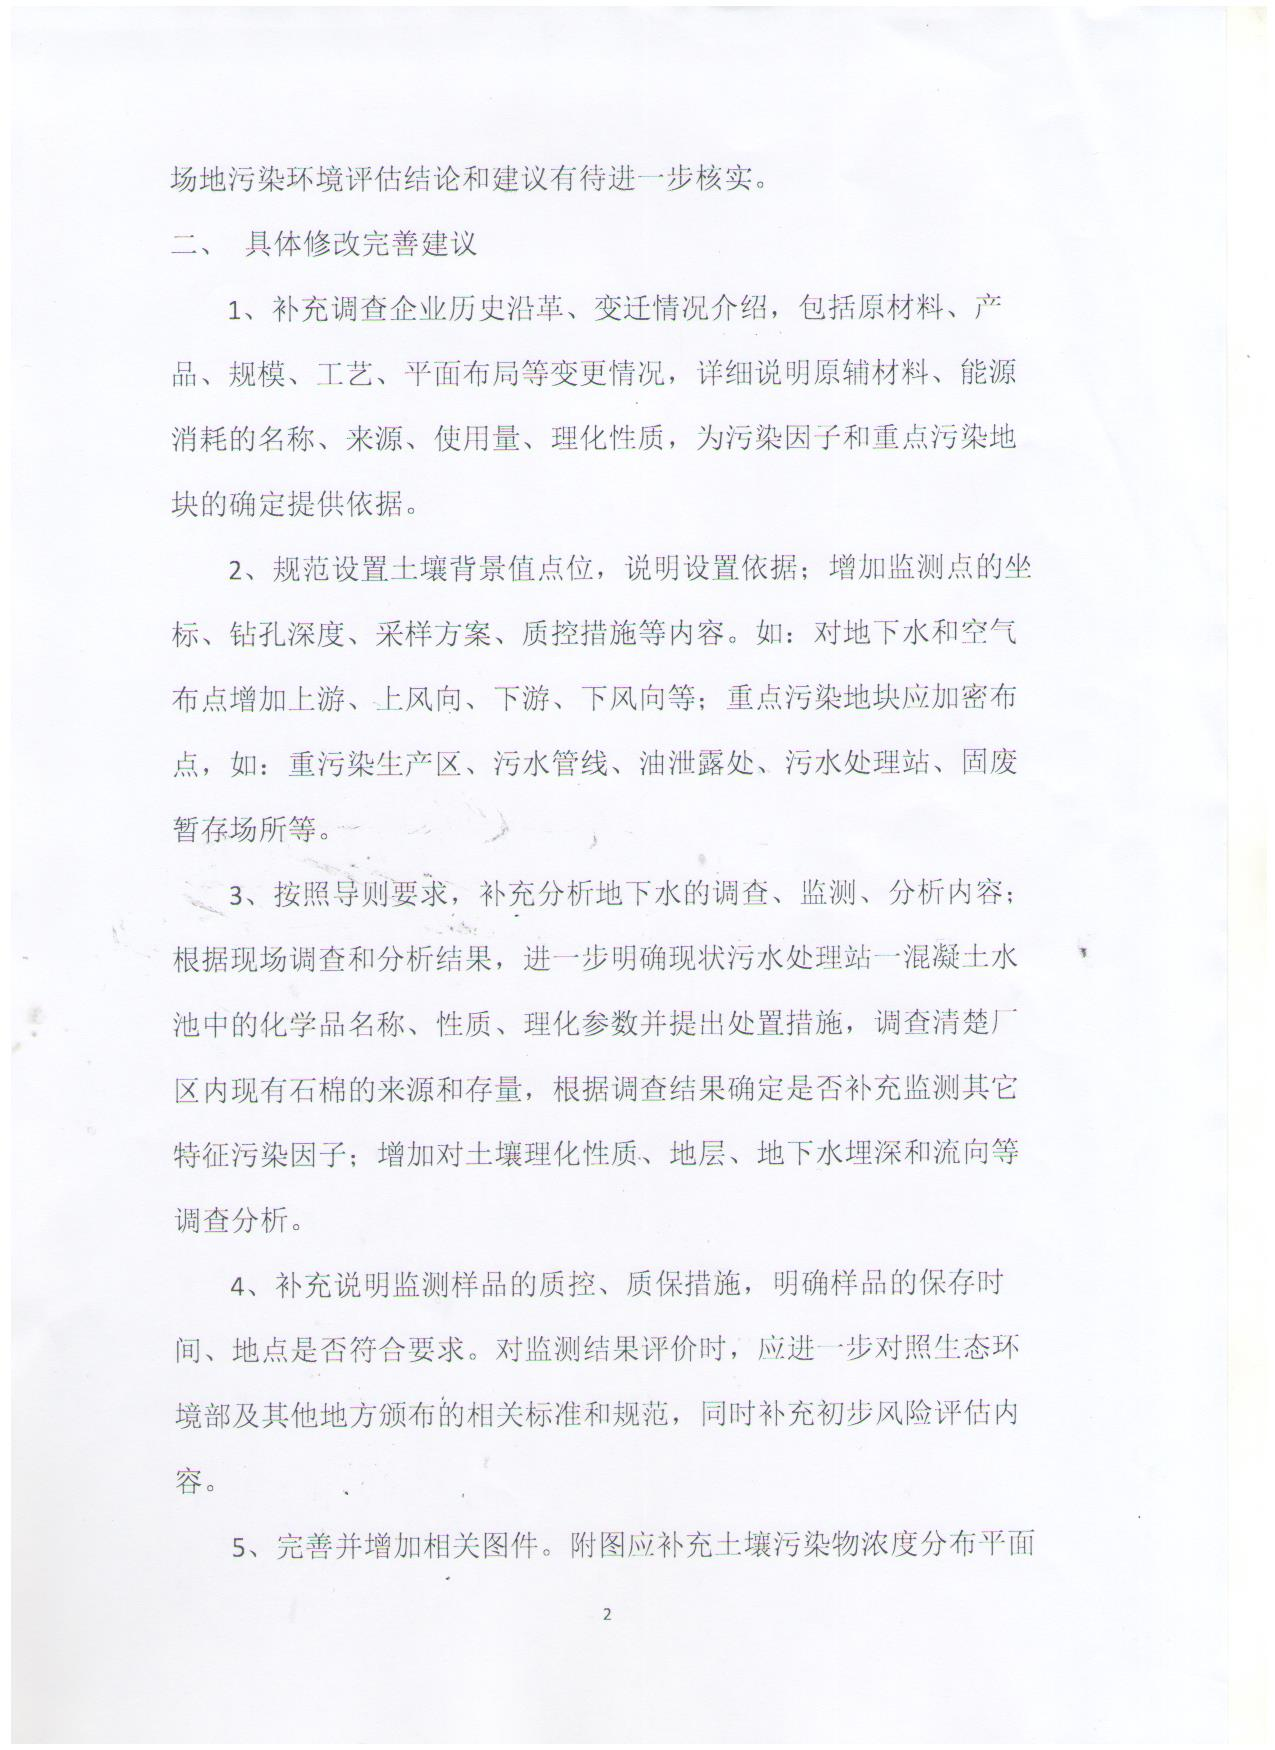 场地污染环境评估结论和建议有待进一步核实。
二、 具体修改完善建议
1、补充调查企业历史沿革、变迁情况介绍，包括原材料、产
品、规模、工艺、平面布局等变更情况，详细说明原辅材料、能源
消耗的名称、来源、使用量、理化性质，为污染因子和重点污染地
块的确定提供依据。
2、规范设置土壤背景值点位，说明设置依据；增加监测点的坐
标、钻孔深度、采样方案、质控措施等内容。如：对地下水和空气
布点增加上游、上风向、下游、下风向等；重点污染地块应加密布
点，如：重污染生产区、污水管线、油泄露处、污水处理站、固废
暂存场所等。
3、按照导则要求，补充分析地下水的调查、监测、分析内容；
根据现场调查和分析结果，进一步明确现状污水处理站一混凝土水
池中的化学品名称、性质、理化参数并提出处置措施，调查清楚厂
区内现有石棉的来源和存量，根据调查结果确定是否补充监测其它
特征污染因子；增加对土壤理化性质、地层、地下水埋深和流向等
调查分析。
4、补充说明监测样品的质控、质保措施，明确样品的保存时
间、地点是否符合要求。对监测结果评价时，应进一步对照生态环
境部及其他地方颁布的相关标准和规范，同时补充初步风险评估内
容。
5、完善并增加相关图件。附图应补充土壤污染物浓度分布平面
2